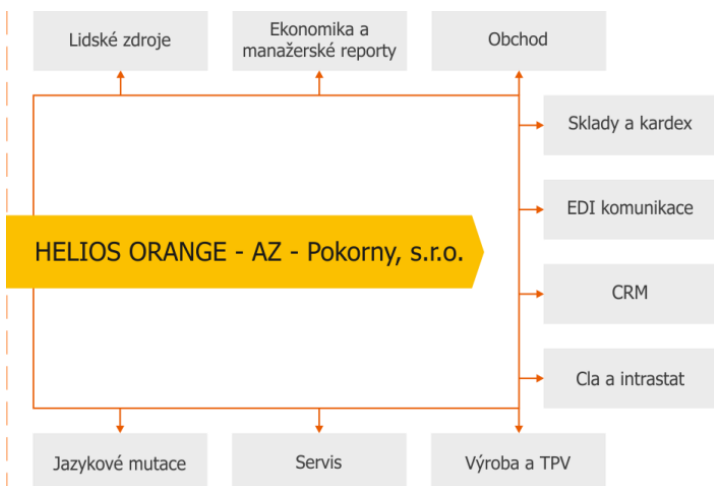 Lidské zdroje
Ekonomika a
manažerské reporty
Obchod
Sklady a kardex
EDI komunikace
HELIOS ORANGE - AZ - Pokorny, s.r.o.
CRM
Cla a intrastat
Jazykové mutace
Servis
Výroba a TPV